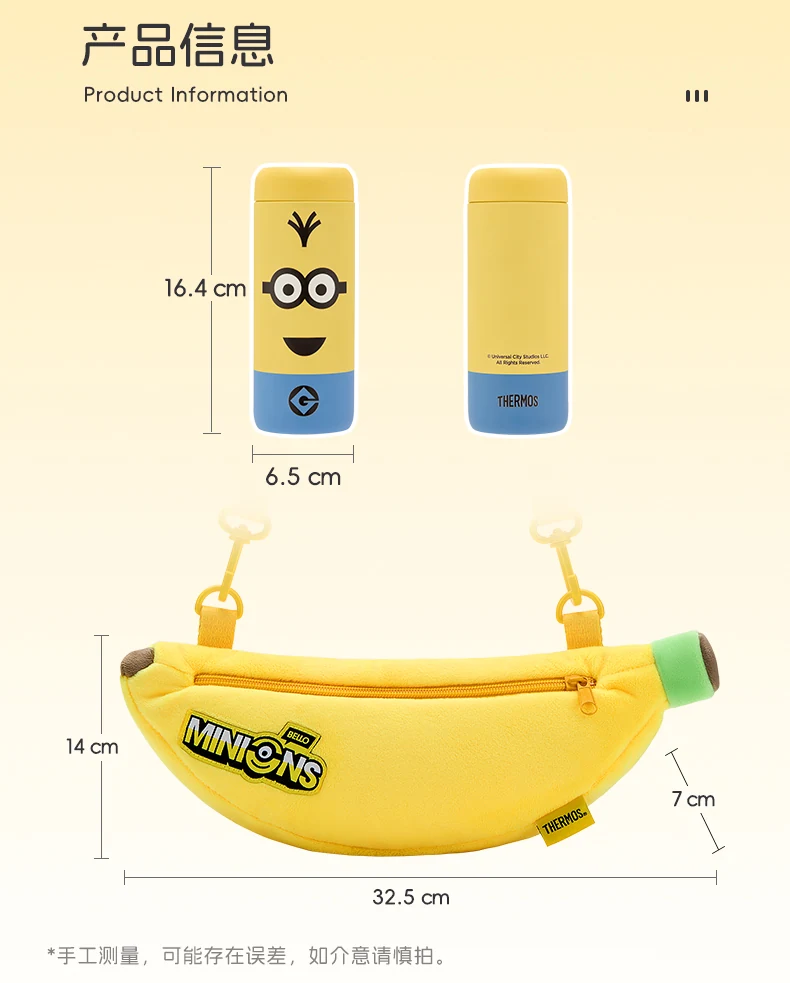 产品信息
Product Information
16.4 cm
© Universal City Studios LLC.
All Rights Reserved.
THERMOS
6.5 cm
BELLO
MINIONS
14 cm
7 cm
THERMOS
32.5 cm
*手工测量，可能存在误差，如介意请慎拍。